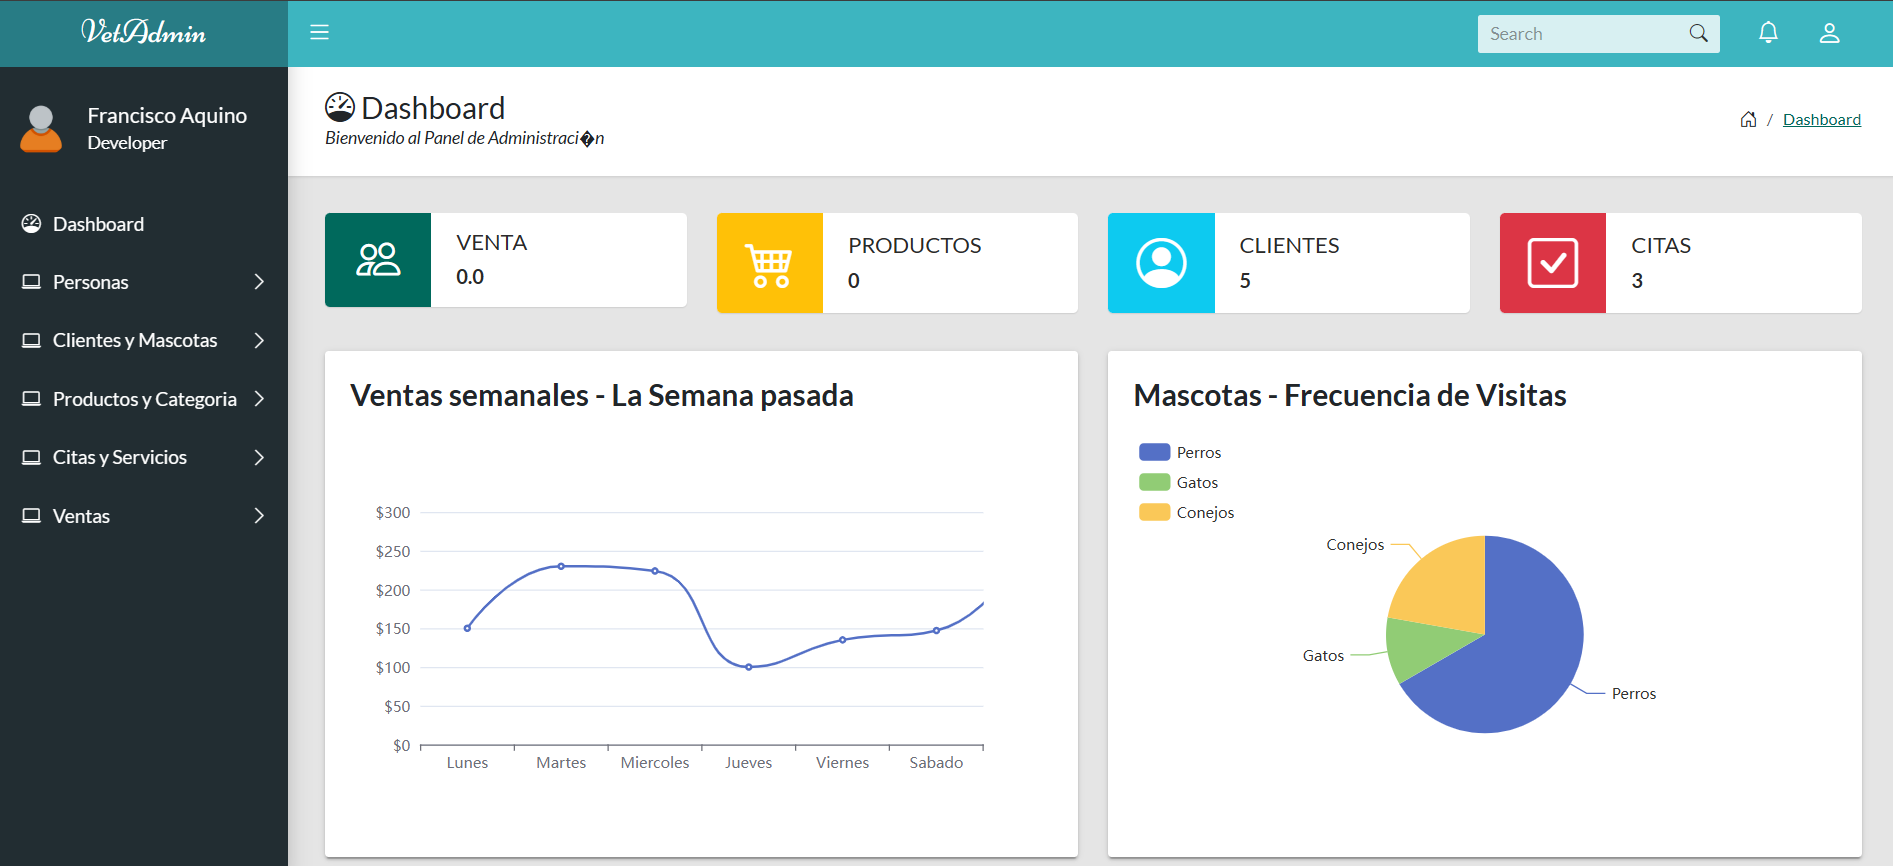 VetAdmin
Search
Francisco Aquino
Developer
Dashboard
Personas
Clientes y Mascotas
Productos y Categoria
Citas y Servicios
Ventas
Dashboard
Bienvenido al Panel de Administraci�n
/ Dashboard
VENTA
0.0
PRODUCTOS
0
CLIENTES
5
CITAS
3
Ventas semanales - La Semana pasada
$300
$250
$200
$150
$100
$50
$0
Lunes Martes Miercoles Jueves Viernes Sabado
Mascotas - Frecuencia de Visitas
Perros
Gatos
Conejos
Conejos
Gatos
Perros